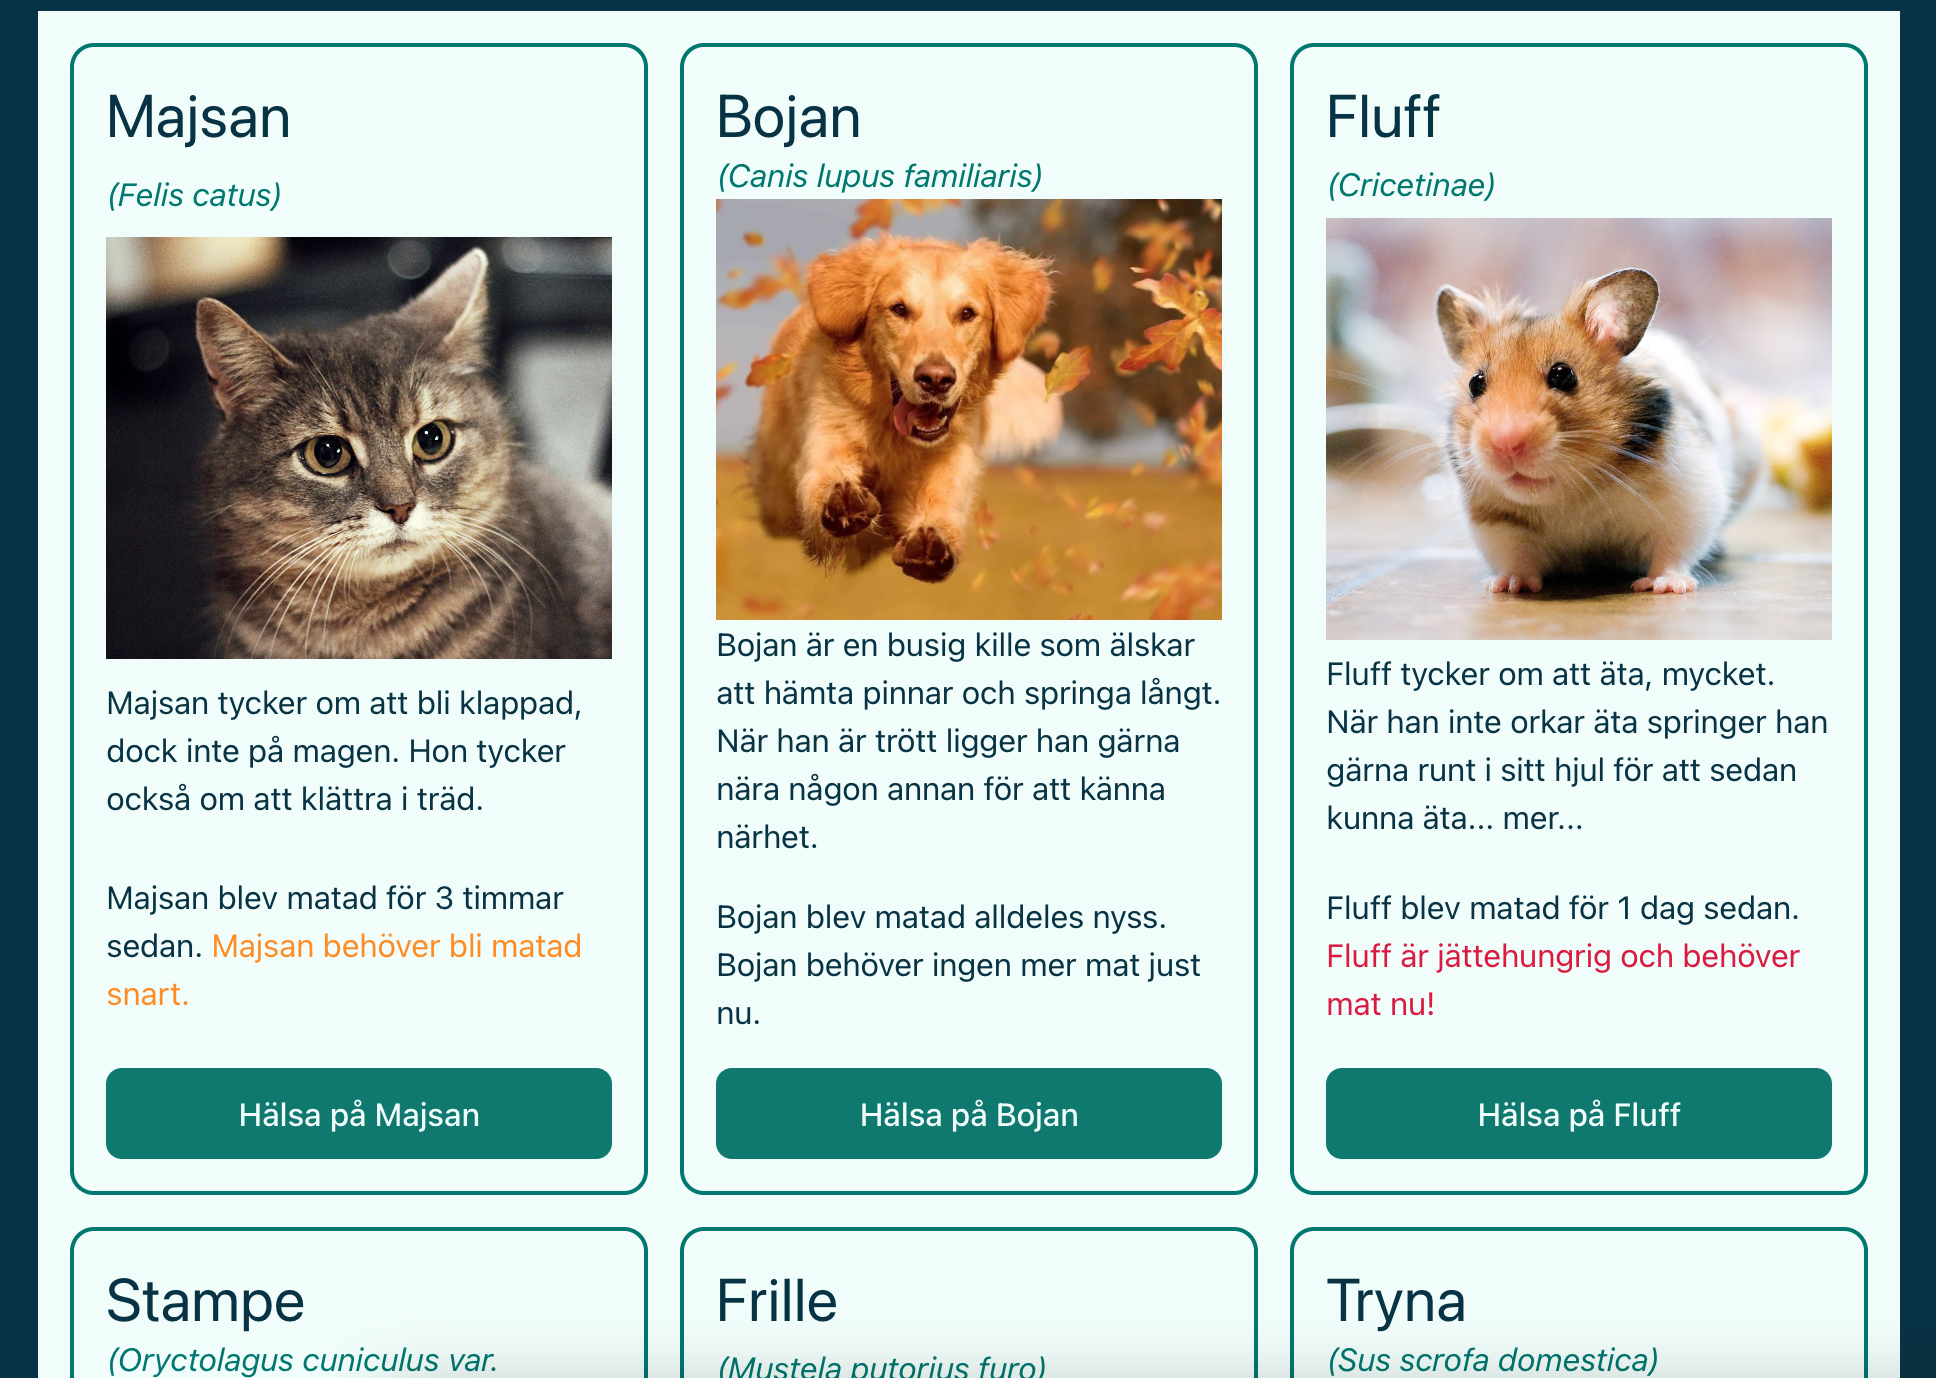 Majsan
(Felis catus)
Majsan tycker om att bli klappad,
dock inte på magen. Hon tycker
också om att klättra i träd.
Majsan blev matad för 3 timmar
sedan. Majsan behöver bli matad
snart.
Hälsa på Majsan
Bojan
(Canis lupus familiaris)
Bojan är en busig kille som älskar
att hämta pinnar och springa långt.
När han är trött ligger han gärna
nära någon annan för att känna
närhet.
Bojan blev matad alldeles nyss.
Bojan behöver ingen mer mat just
nu.
Hälsa på Bojan
Fluff
(Cricetinae)
Fluff tycker om att äta, mycket.
När han inte orkar äta springer han
gärna runt i sitt hjul för att sedan
kunna äta... mer...
Fluff blev matad för 1 dag sedan.
Fluff är jättehungrig och behöver
mat nu!
Hälsa på Fluff
Stampe
(Oryctolagus cuniculus var.
Frille
(Mustela putorius furo)
Tryna
(Sus scrofa domestica)